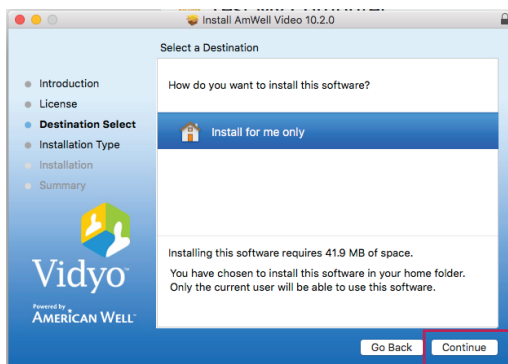 Install AmWell Video 10.2.0
Select a Destination
Introduction
License
Destination Select
Installation Type
Installation
Summary
How do you want to install this software?
Install for me only
Installing this software requires 41.9 MB of space.
You have chosen to install this software in your home folder.
Only the current user will be able to use this software.
Vidyo
Powered by
AMERICAN WELL
Go Back
Continue